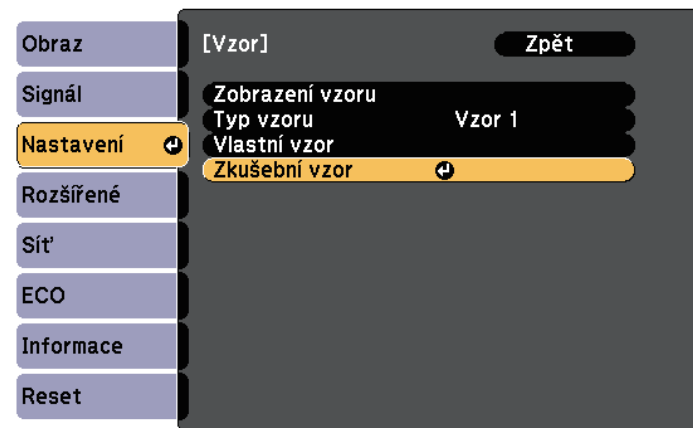 Obraz
Signál
Nastavení
Rozšířené
Síť
ECO
Informace
Reset
[Vzor] Zpět
Zobrazení vzoru
Typ vzoru Vzor 1
Vlastní vzor
Zkušební vzor